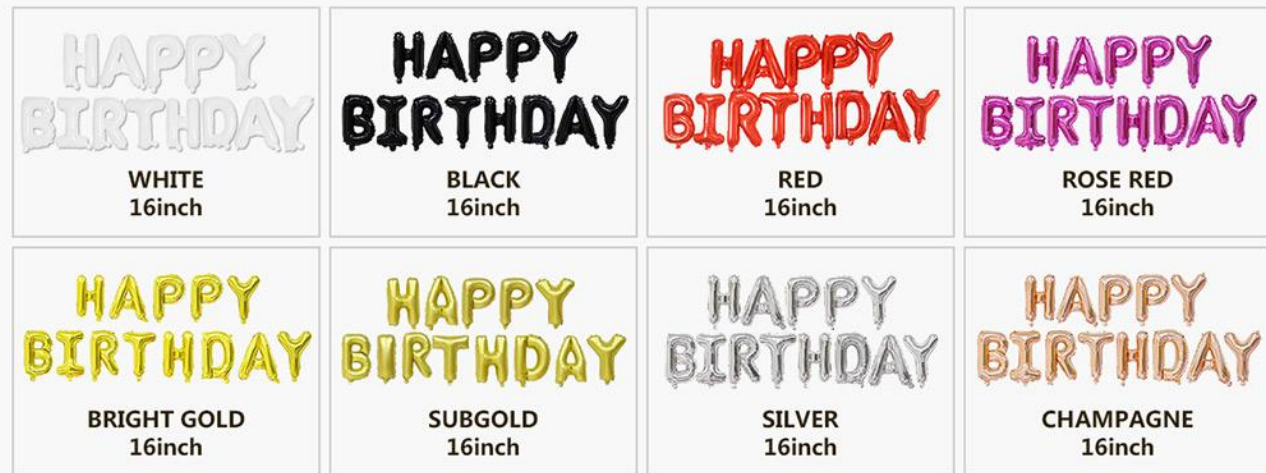 HAPPY
BIRTHDAY
WHITE
16inch
HAPPY
BIRTHDAY
BLACK
16inch
HAPPY
BIRTHDAY
RED
16inch
HAPPY
BIRTHDAY
ROSE RED
16inch
HAPPY
BIRTHDAY
BRIGHT GOLD
16inch
HAPPY
BIRTHDAY
SUBGOLD
16inch
HAPPY
BIRTHDAY
SILVER
16inch
HAPPY
BIRTHDAY
CHAMPAGNE
16inch